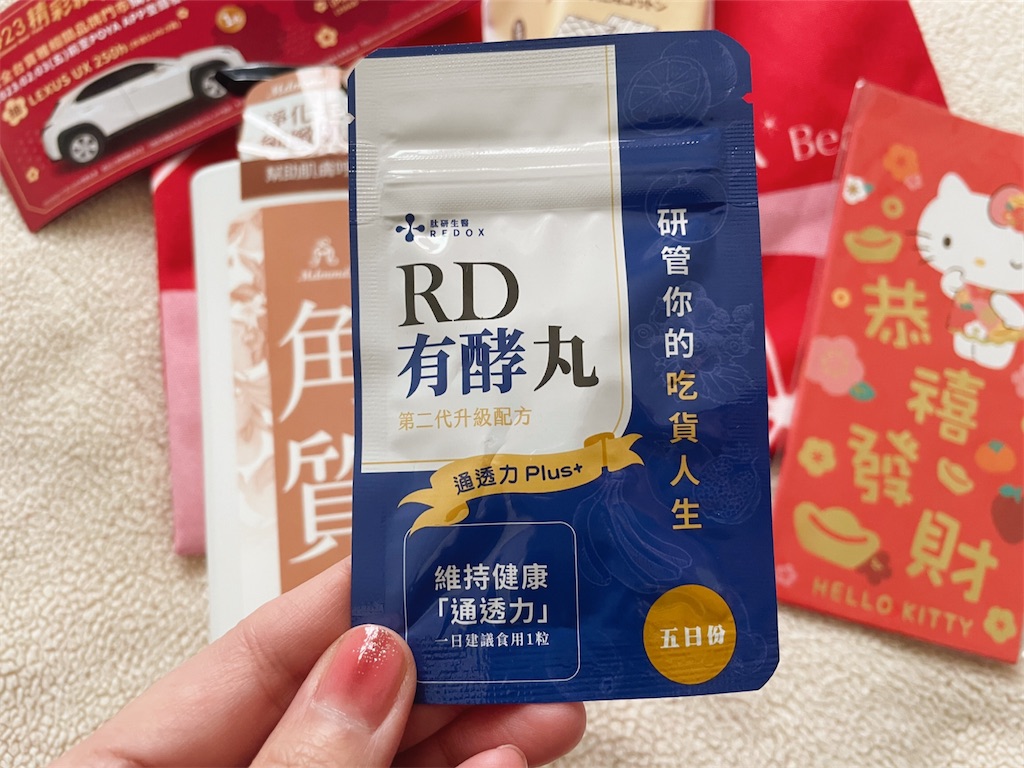 肽研生醫
REDOX
RD
有酵丸
第二代升級配方
通透力 Plus+
維持健康
「通透力」
一日建議食用1粒
研管你的吃貨人生
五日份
LEXUS UX 250h
角質
Be
恭禧發財
HELLO KITTY